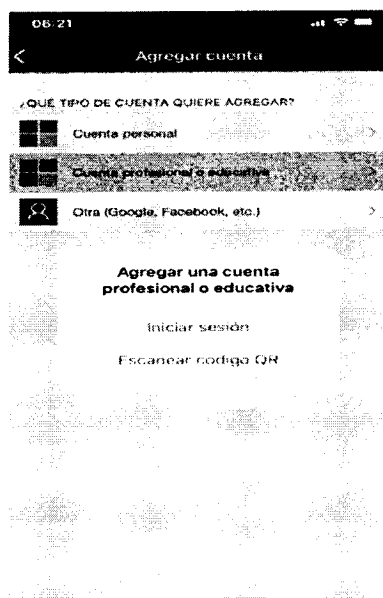 06:21
Agregar cuenta
¿QUÉ TIPO DE CUENTA QUIERE AGREGAR?
Cuenta personal
Cuenta profesional o educativa
Otra (Google, Facebook, etc.)
Agregar una cuenta
profesional o educativa
Iniciar sesión
Escanear código QR